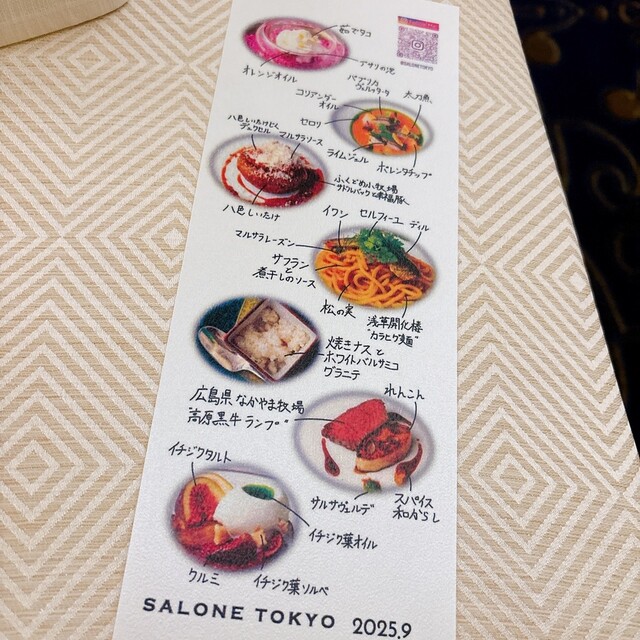 茹でタコ
アサリの泡
オレンジオイル
@SALONETOKYO
パプリカ
ヴェルッタータ
太刀魚
コリアンダー
オイル
セロリ
ライムジェル
ポレンタチップ
八色しいたけと
デュクセル
マルサラソース
ふくどめ小牧場
サドルバックと幸福豚
八色しいたけ
イワシ
セルフィーユ
ディル
マルサラレーズン
サフラン
と
煮干しのソース
松の実
浅草開化楼
"カラヒグ麺"
焼きナスと
ホワイトバルサミコ
グラニテ
広島県なかやま牧場
高原黒牛ランプ
れんこん
サルサヴェルデ
スパイス
和からし
イチジクタルト
イチジク葉オイル
クルミ
イチジク葉ソルベ
SALONE TOKYO 2025.9